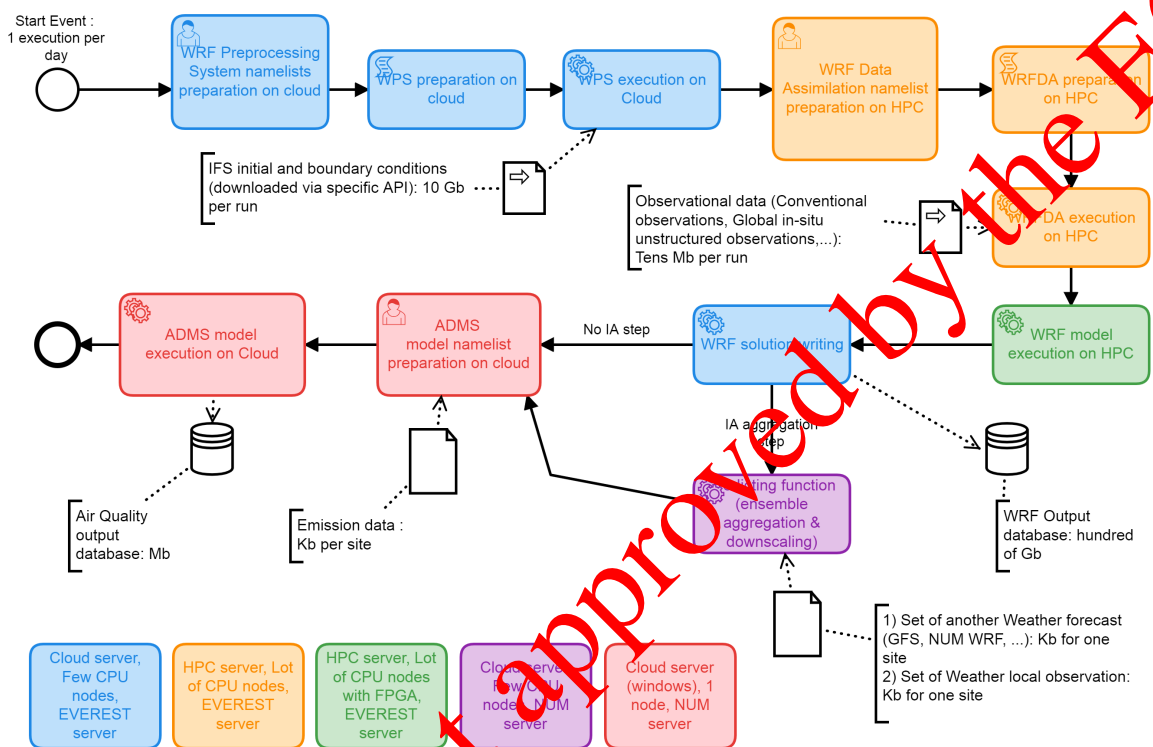 Start Event :
1 execution per
day
WRF Preprocessing
System namelists
preparation on cloud
WPS preparation on
cloud
WPS execution on
Cloud
WRF Data
Assimilation namelist
preparation on HPC
WRFDA preparation
on HPC
IFS initial and boundary conditions
(downloaded via specific API): 10 Gb
per run
Observational data (Conventional
observations, Global in-situ
unstructured observations,...):
Tens Mb per run
WRFDA execution
on HPC
ADMS model
execution on Cloud
ADMS
model namelist
preparation on cloud
No IA step
WRF solution writing
WRF model
execution on HPC
IA aggregation
step
function
(ensemble
aggregation &
downscaling)
Air Quality
output
database: Mb
Emission data :
Kb per site
WRF Output
database: hundred
of Gb
1) Set of another Weather forecast
(GFS, NUM WRF, ...): Kb for one
site
2) Set of Weather local observation:
Kb for one site
Cloud server,
Few CPU
nodes,
EVEREST
server
HPC server, Lot
of CPU nodes,
EVEREST
server
HPC server, Lot
of CPU nodes
with FPGA,
EVEREST
server
Cloud server,
Few CPU
nodes, NUM
server
Cloud server
(windows), 1
node, NUM
server
approved by the